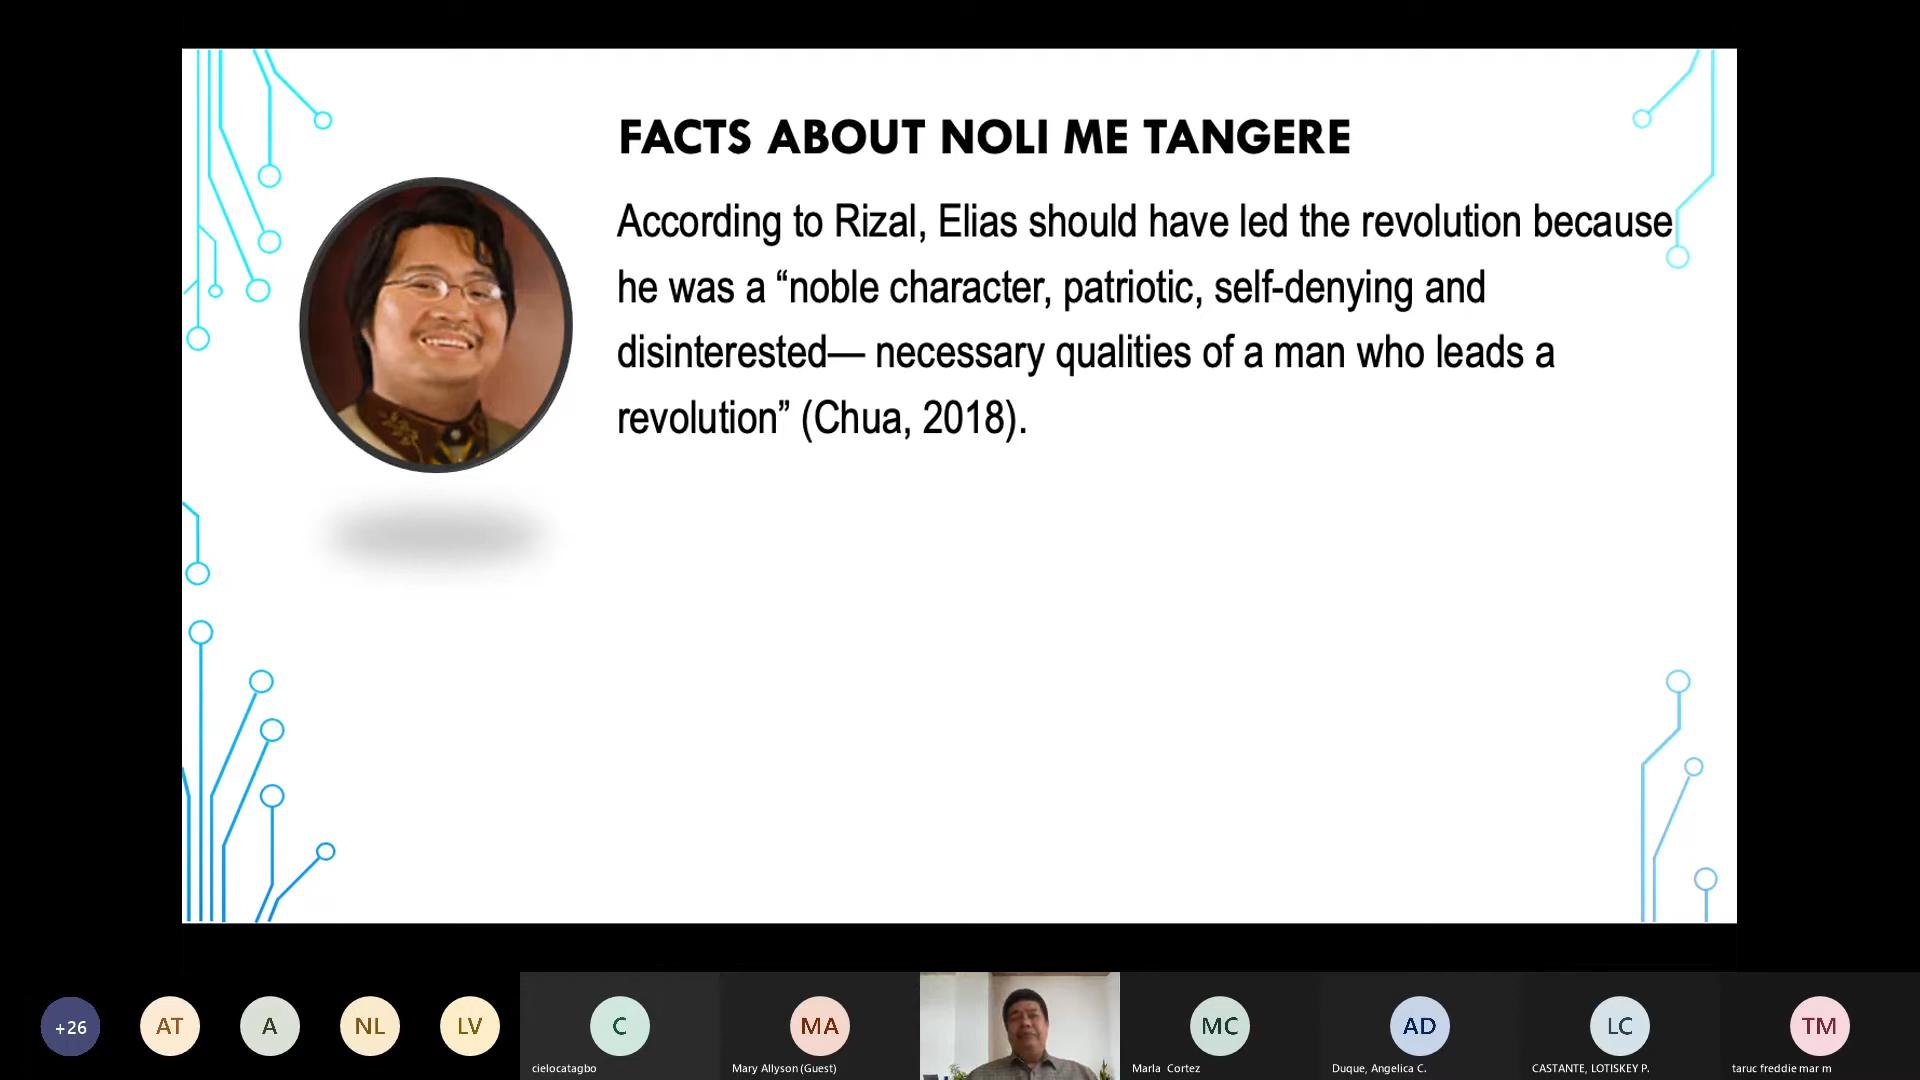 FACTS ABOUT NOLI ME TANGERE
According to Rizal, Elias should have led the revolution because
he was a “noble character, patriotic, self-denying and
disinterested— necessary qualities of a man who leads a
revolution” (Chua, 2018).
+26
AT
A
NL
LV
C
MA
MC
AD
LC
TM
cielocatagbo
Mary Allyson (Guest)
Marla Cortez
Duque, Angelica C.
CASTANTE, LOTISKEY P.
taruc freddie mar m